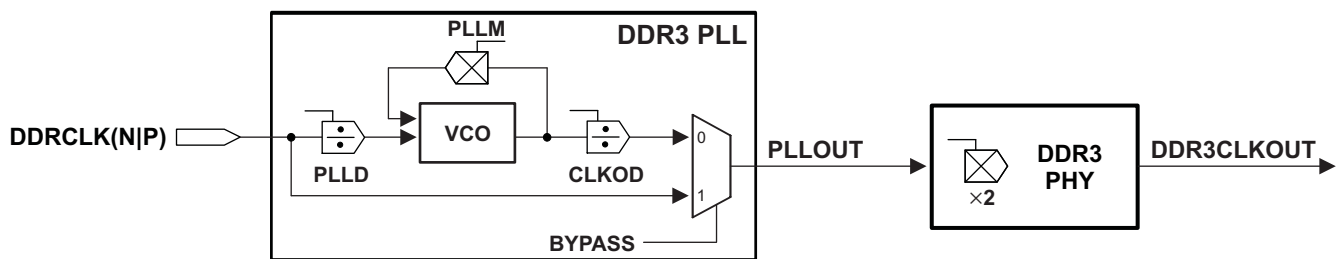 PLLM
DDR3 PLL
DDRCLK(N|P)
÷
VCO
÷
PLLD
CLKOD
0
1
BYPASS
PLLOUT
×2
DDR3
PHY
DDR3CLKOUT